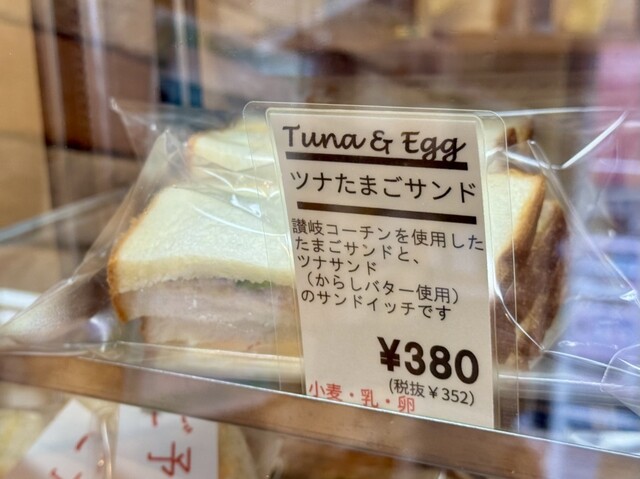 Tuna & Egg
ツナたまごサンド
讃岐コーチンを使用した
たまごサンドと、
ツナサンド
（からしバター使用）
のサンドイッチです
¥380
(税抜¥352)
小麦・乳・卵
子